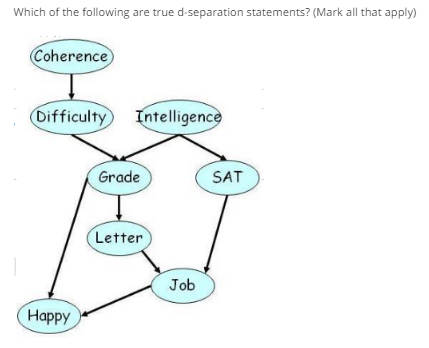 Which of the following are true d-separation statements? (Mark all that apply)
Coherence
Difficulty
Intelligence
Grade
SAT
Letter
Job
Happy